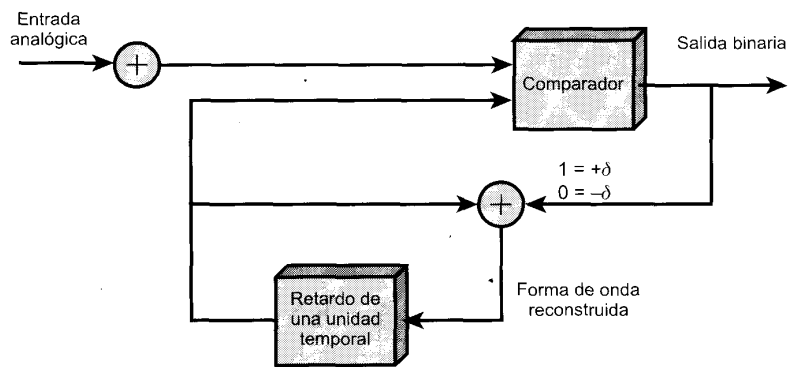 Entrada
analógica
+
Comparador
Salida binaria
1 = +δ
0 = –δ
+
Retardo de
una unidad
temporal
Forma de onda
reconstruida